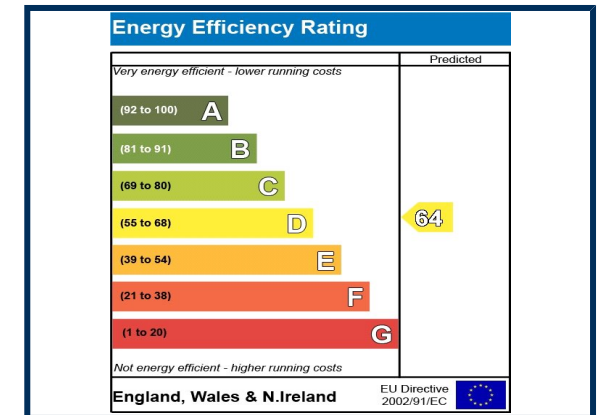 Energy Efficiency Rating
Predicted
Very energy efficient - lower running costs
(92 to 100) A
(81 to 91) B
(69 to 80) C
(55 to 68) D
64
(39 to 54) E
(21 to 38) F
(1 to 20) G
Not energy efficient - higher running costs
England, Wales & N.Ireland
EU Directive
2002/91/EC